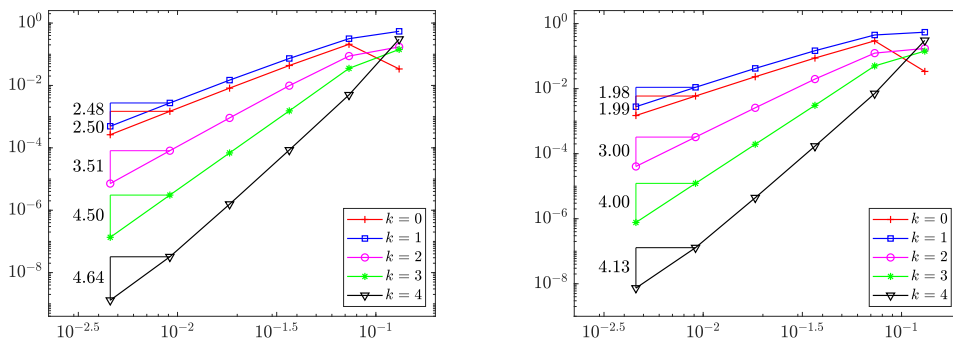 10^0
10^-2
10^-4
10^-6
10^-8
2.48
2.50
3.51
4.50
4.64
k = 0
k = 1
k = 2
k = 3
k = 4
10^-2.5
10^-2
10^-1.5
10^-1
10^0
10^-2
10^-4
10^-6
10^-8
1.98
1.99
3.00
4.00
4.13
k = 0
k = 1
k = 2
k = 3
k = 4
10^-2.5
10^-2
10^-1.5
10^-1